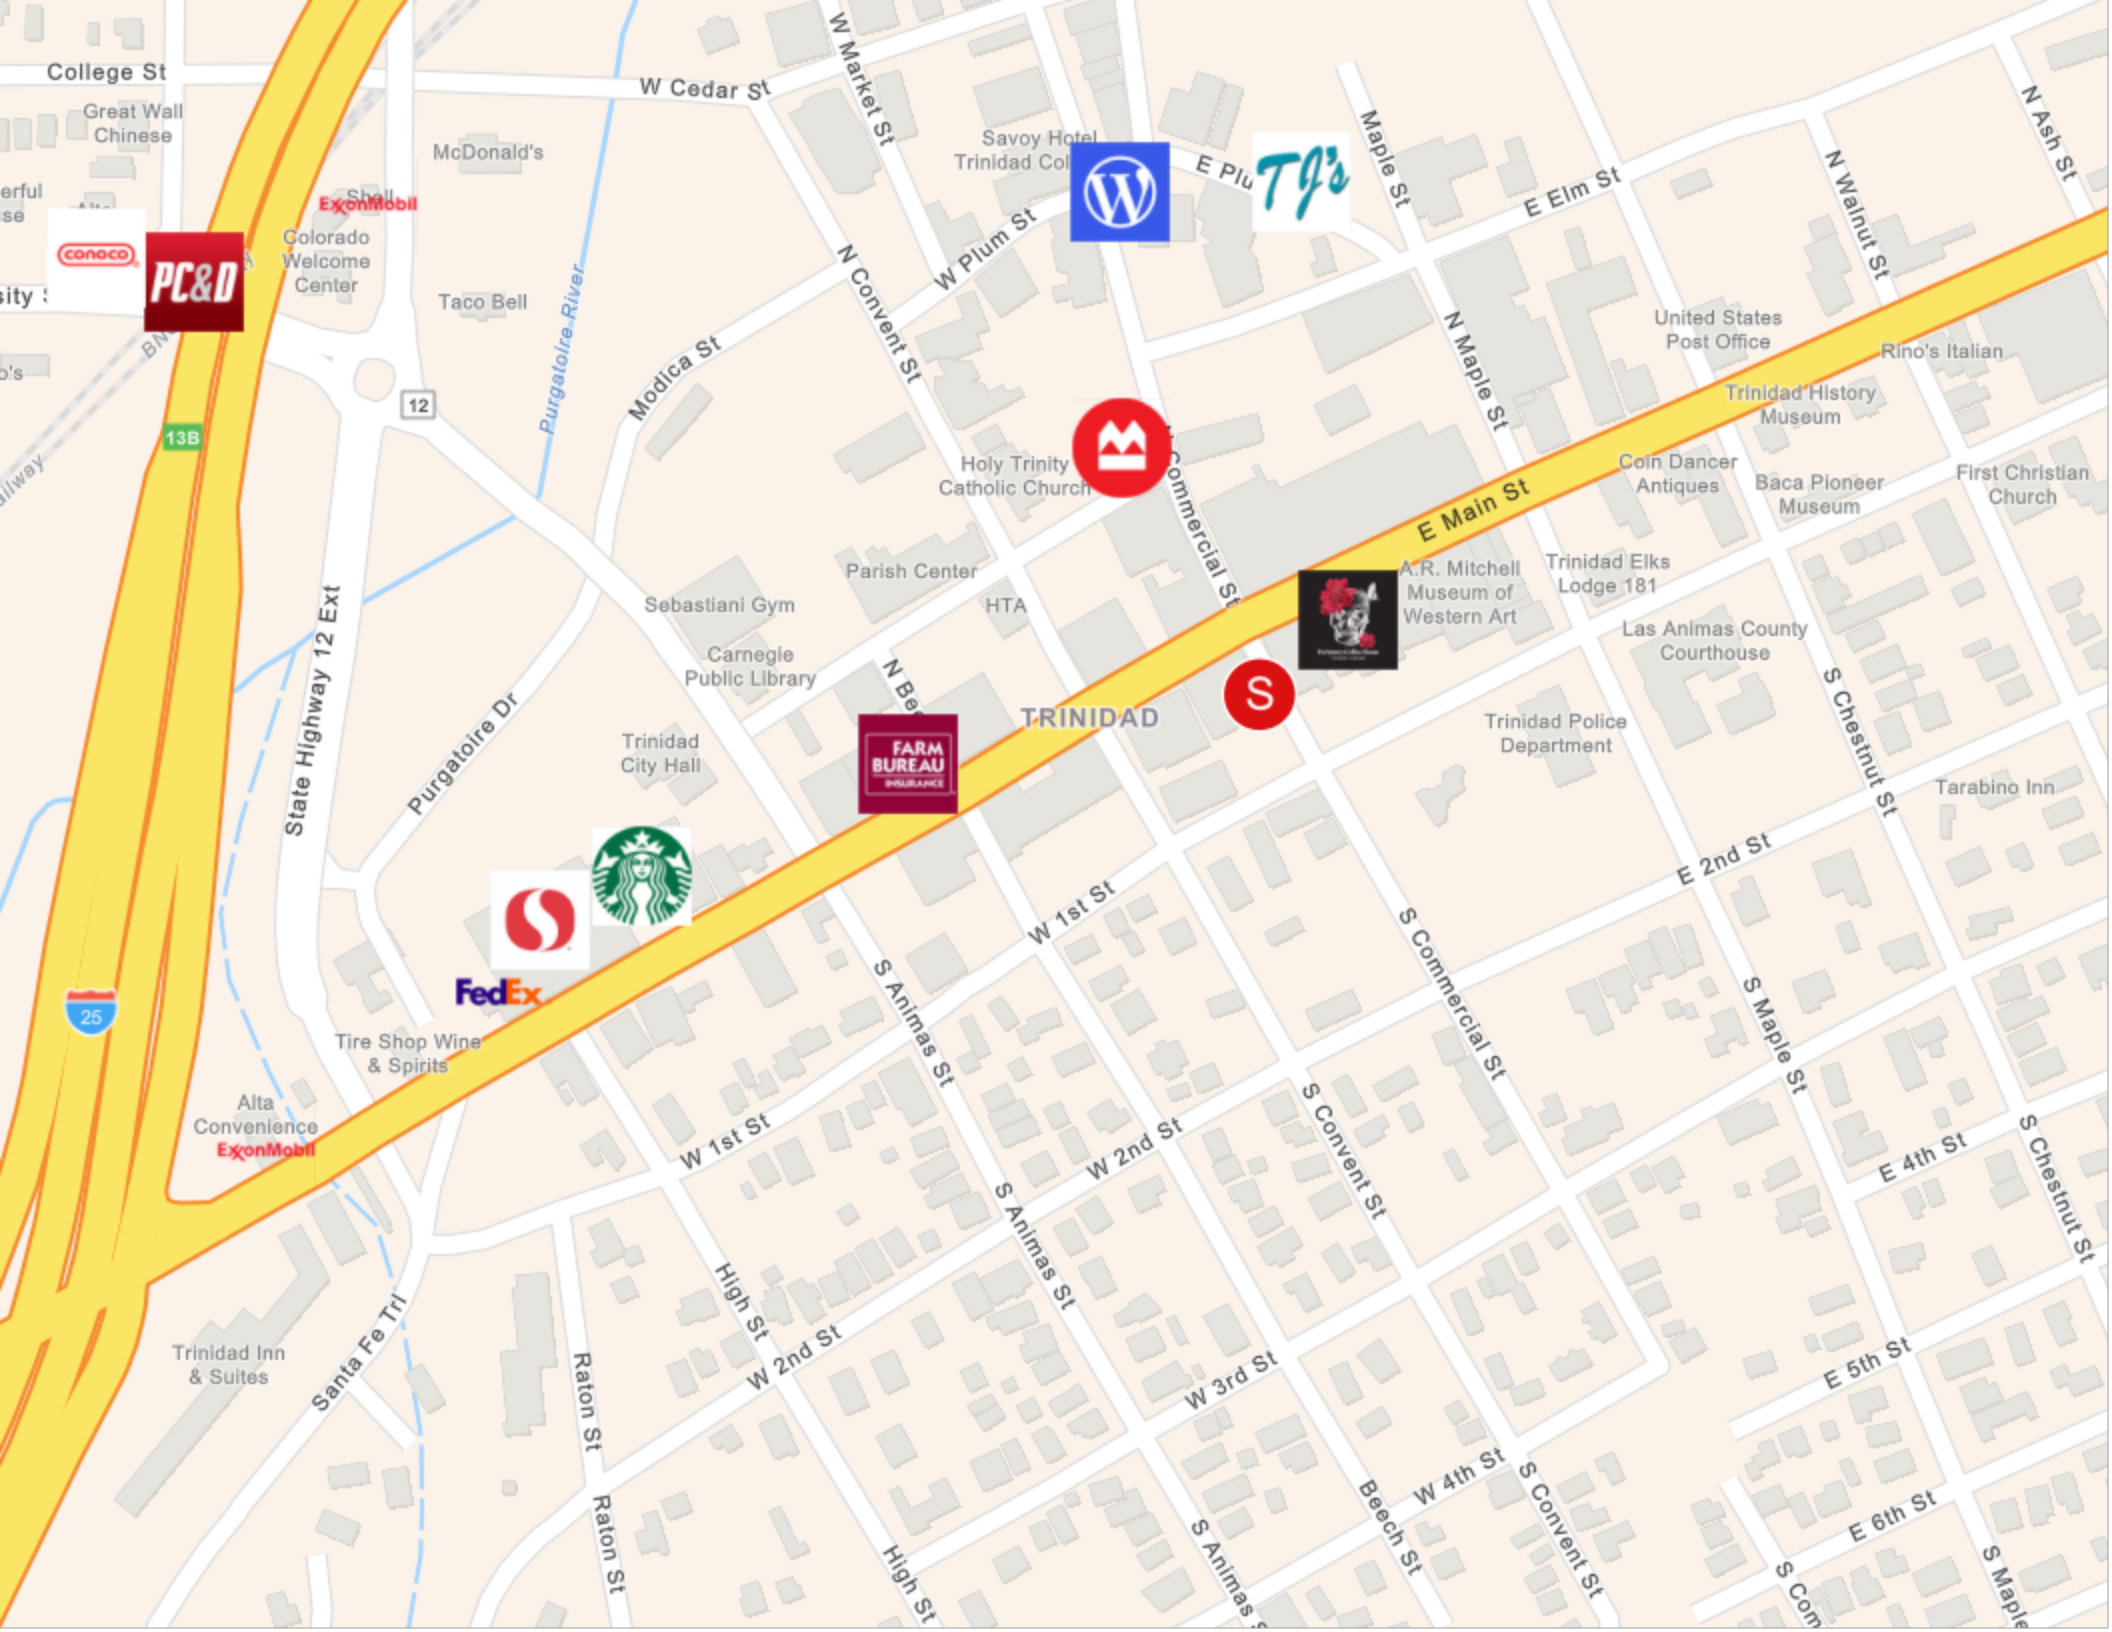 College St
Great Wall
Chinese
W Cedar St
W Market St
McDonald's
Savoy Hotel
Trinidad Col
E Plu
TJ's
Maple St
E Elm St
N Ash St
N Walnut St
erful
se
Alta
Shell
ExxonMobil
Colorado
Welcome
Center
conoco
PC&D
sity
Taco Bell
Purgatoire River
W Plum St
N Convent St
Modica St
12
13B
o's
ailway
N Maple St
United States
Post Office
Rino's Italian
Trinidad History
Museum
Holy Trinity
Catholic Church
Commercial St
E Main St
Coin Dancer
Antiques
Baca Pioneer
Museum
First Christian
Church
Parish Center
HTA
Sebastiani Gym
Carnegie
Public Library
A.R. Mitchell
Museum of
Western Art
Trinidad Elks
Lodge 181
Las Animas County
Courthouse
State Highway 12 Ext
Purgatoire Dr
Trinidad
City Hall
N Bee
FARM
BUREAU
INSURANCE
TRINIDAD
S
Trinidad Police
Department
S Chestnut St
Tarabino Inn
E 2nd St
W 1st St
S Commercial St
FedEx
25
Tire Shop Wine
& Spirits
S Animas St
S Maple St
Alta
Convenience
ExxonMobil
W 1st St
W 2nd St
S Convent St
E 4th St
S Chestnut St
S Animas St
High St
Trinidad Inn
& Suites
Santa Fe Trl
Raton St
W 2nd St
W 3rd St
E 5th St
W 4th St
E 6th St
Raton St
High St
S Animas S
Beech St
S Convent St
S Com
S Maple